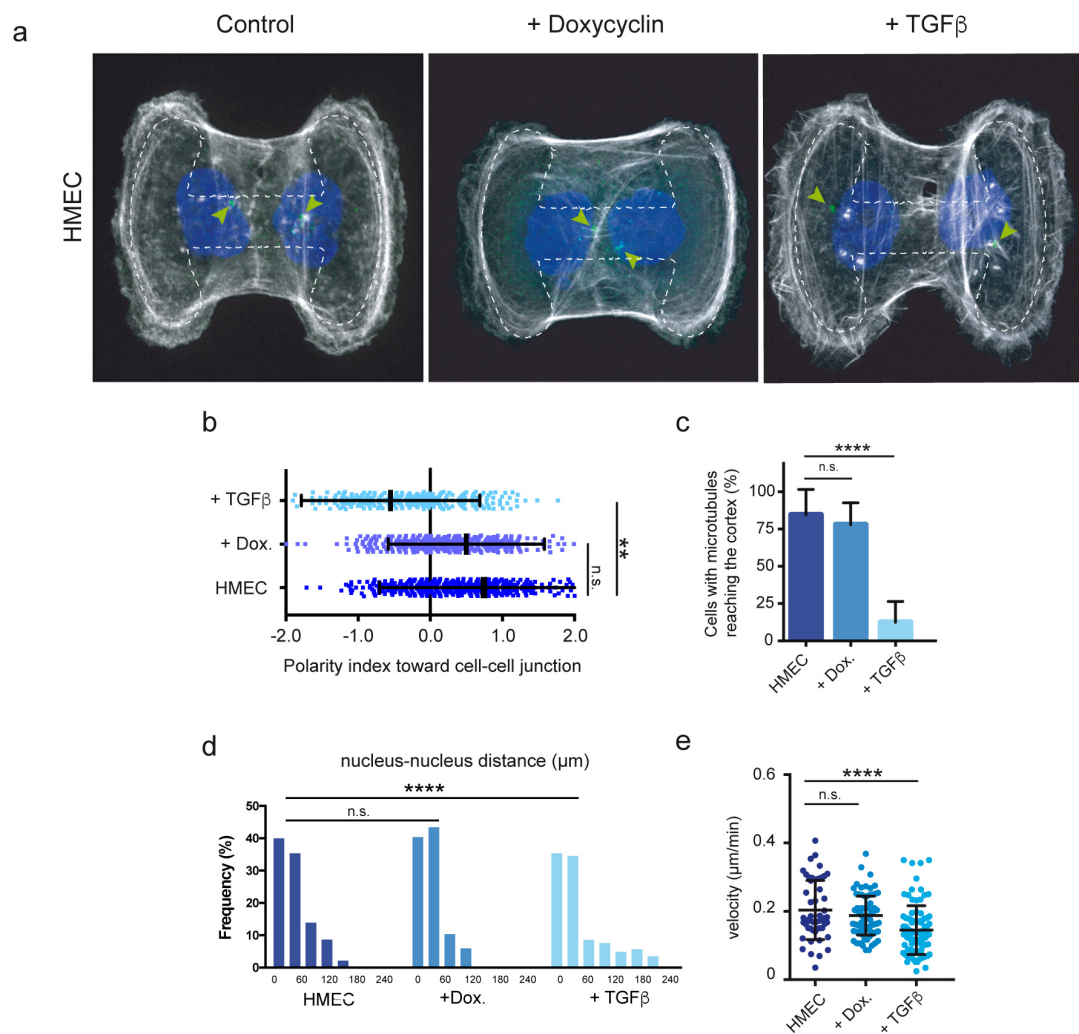 a
Control
+ Doxycyclin
+ TGFβ
HMEC
b
+ TGFβ
+ Dox.
HMEC
**
n.s.
-2.0 -1.0 0.0 1.0 2.0
Polarity index toward cell-cell junction
c
****
n.s.
Cells with microtubules
reaching the cortex (%)
100
75
50
25
0
HMEC
+ Dox.
+ TGFβ
d
nucleus-nucleus distance (µm)
****
n.s.
Frequency (%)
50
40
30
20
10
0
0 60 120 180 240 0 60 120 180 240 0 60 120 180 240
HMEC +Dox. + TGFβ
e
****
n.s.
velocity (µm/min)
0.6
0.4
0.2
0
HMEC
+ Dox.
+ TGFβ